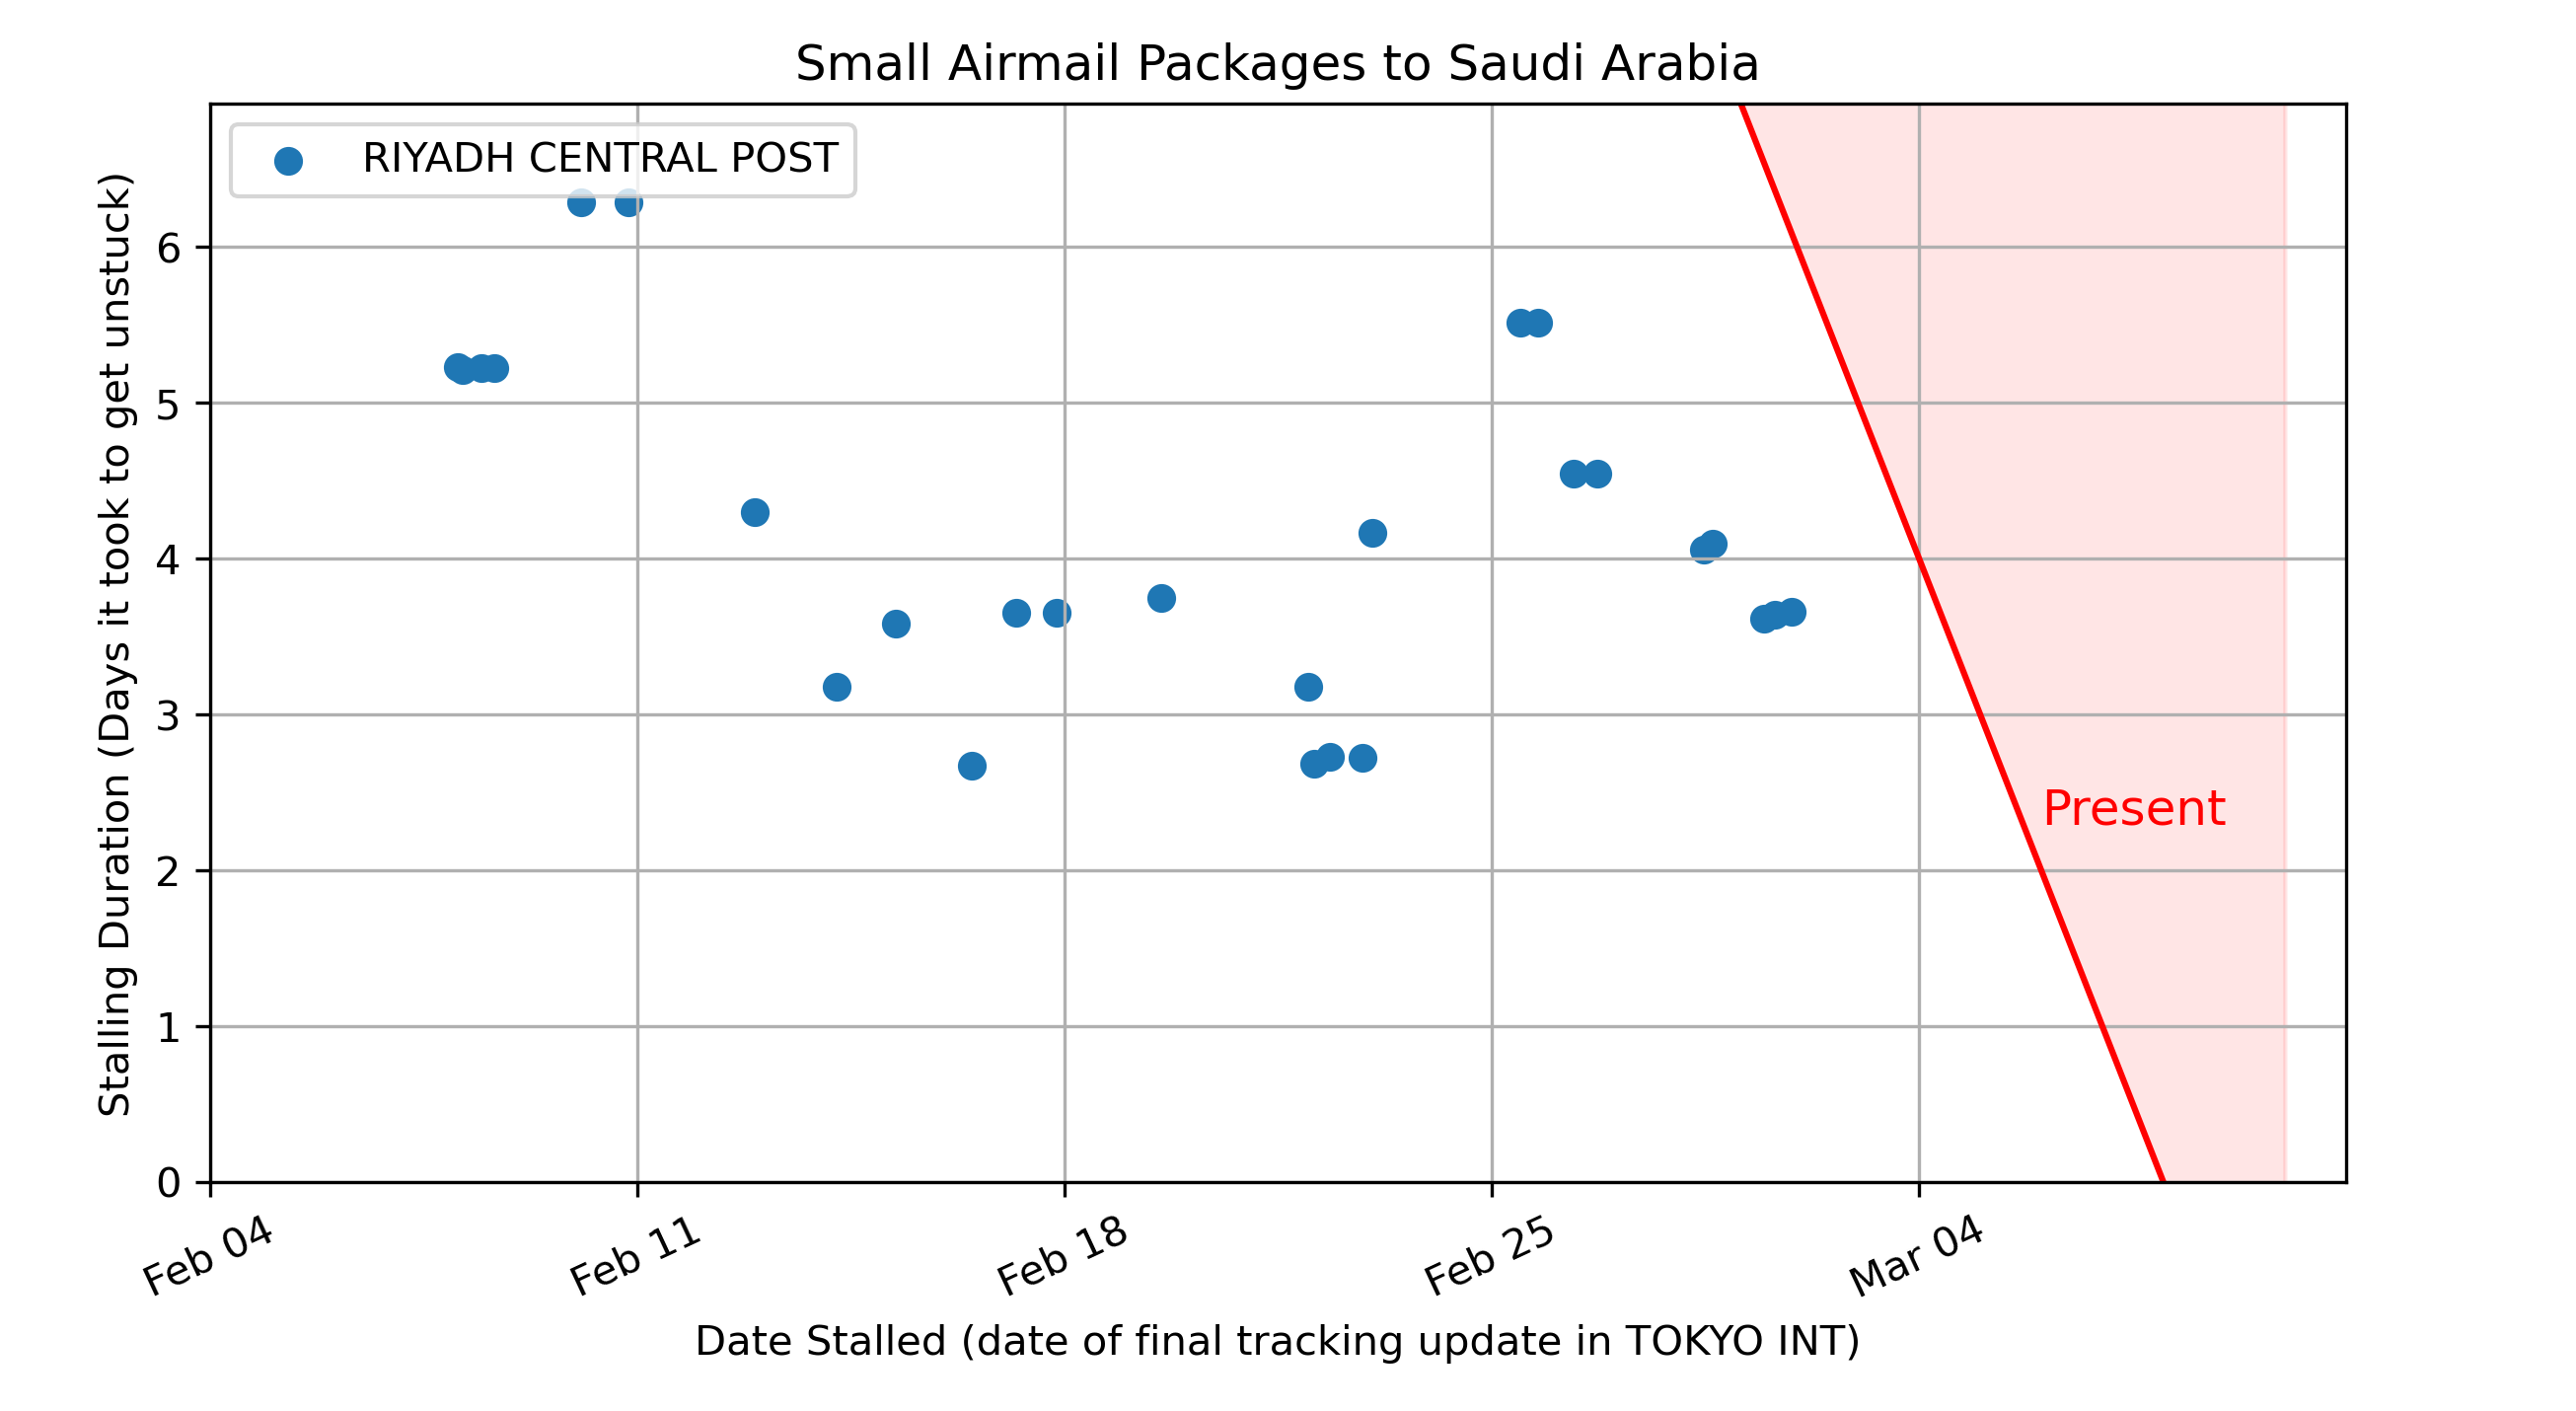 Small Airmail Packages to Saudi Arabia
RIYADH CENTRAL POST
Stalling Duration (Days it took to get unstuck)
6
5
4
3
2
1
0
Present
Feb 04
Feb 11
Feb 18
Feb 25
Mar 04
Date Stalled (date of final tracking update in TOKYO INT)